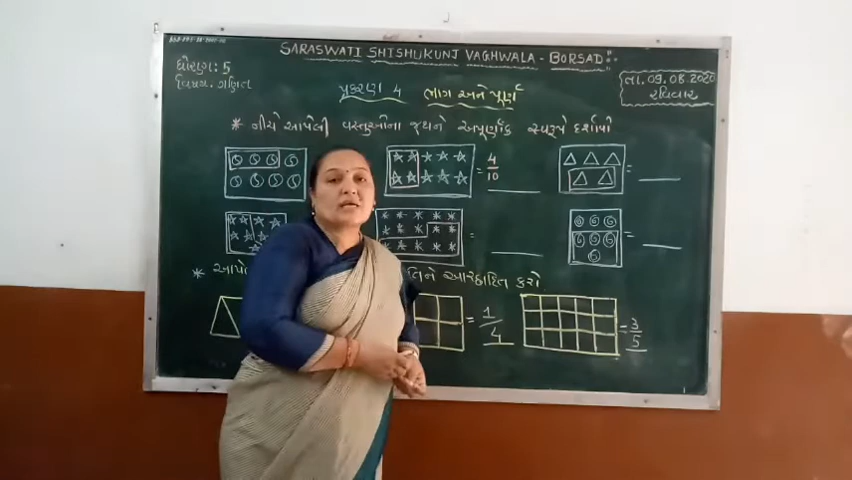 SARASWATI SHISHUKUNJ VAGHWALA - BORSAD
ધોરણ : 5
વિષય : ગણિત
તા. 09.08.2020
રવિવાર
પ્રકરણ 4 ભાગ અને પૂર્ણ
* નીચે આપેલી વસ્તુઓના જૂથને અપૂર્ણાંક સ્વરૂપે દર્શાવો
= 4/10
=
=
=
=
* આપે તિને આચ્છાદિત કરો
= 1/4
= 3/5